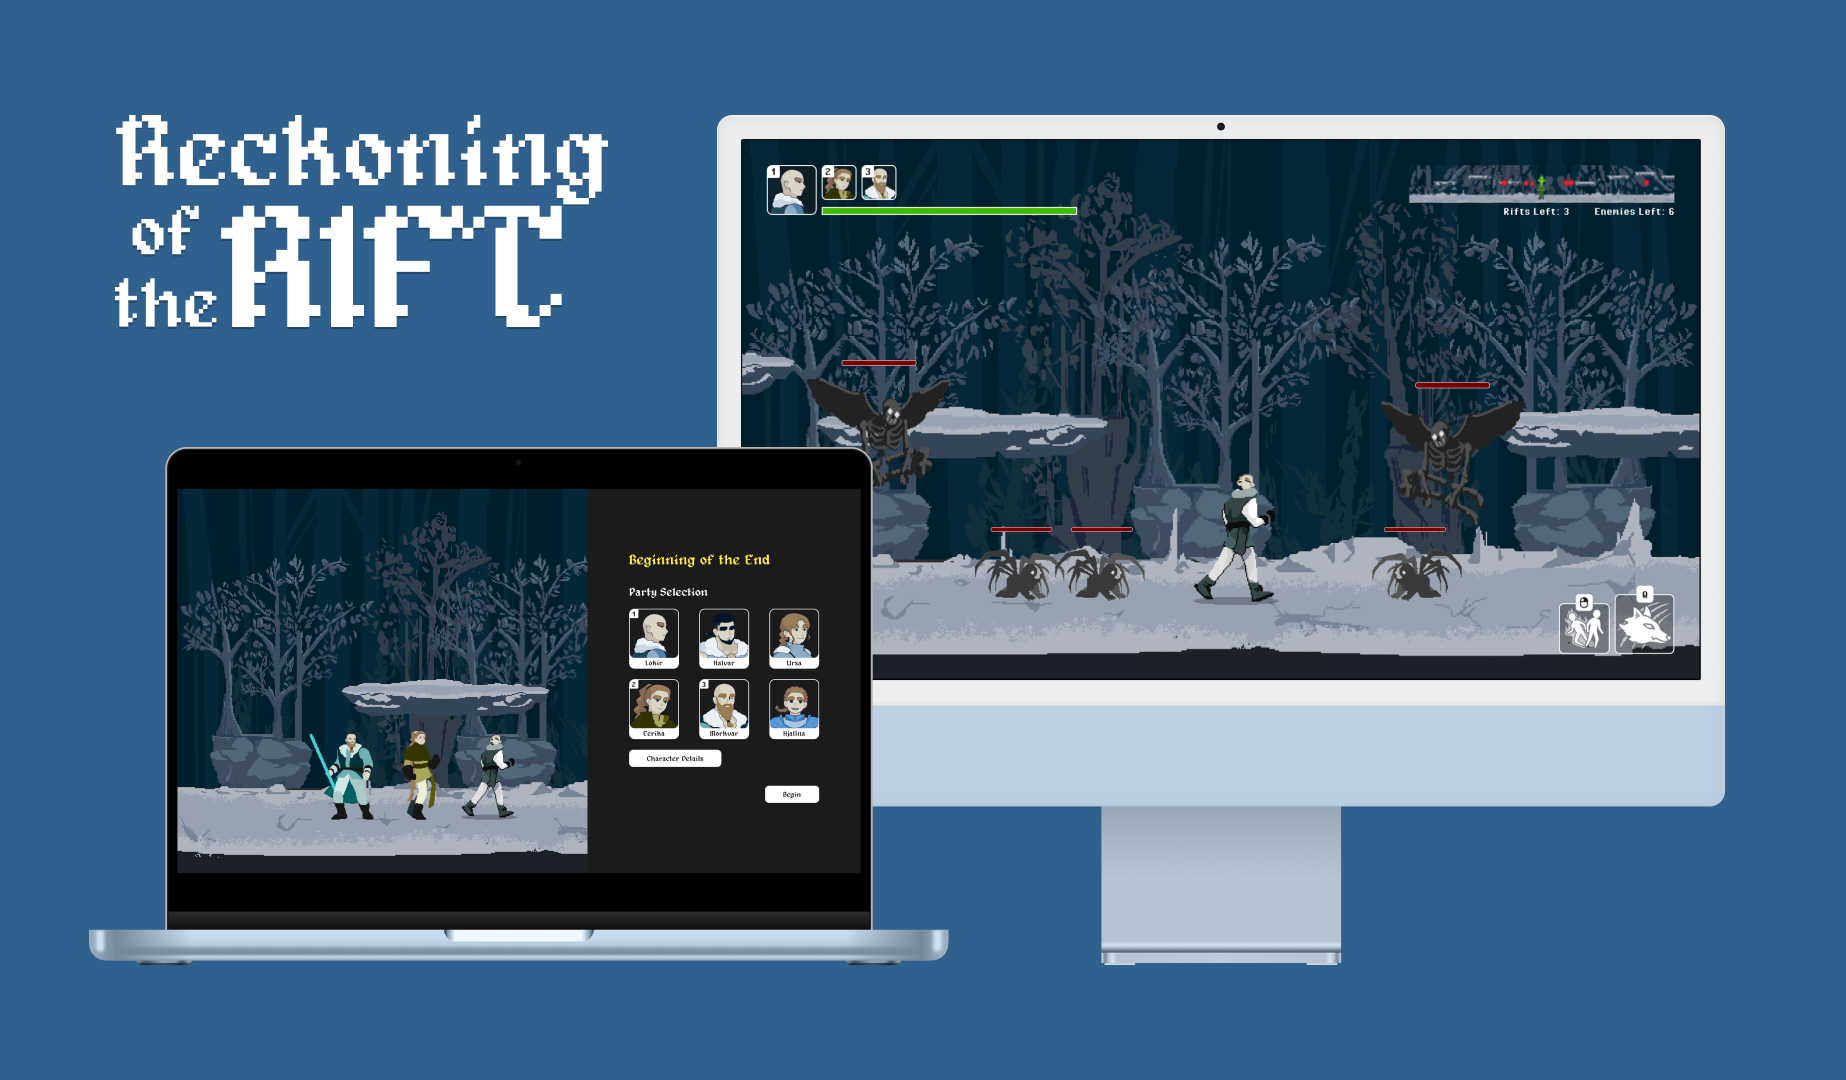 Reckoning
of
the RIFT
1
2
3
Rifts Left: 3 Enemies Left: 6
Q
Beginning of the End
Party Selection
1
Lokir
Halvar
Ursa
2
3
Eerika
Morkvar
Hjalina
Character Details
Begin